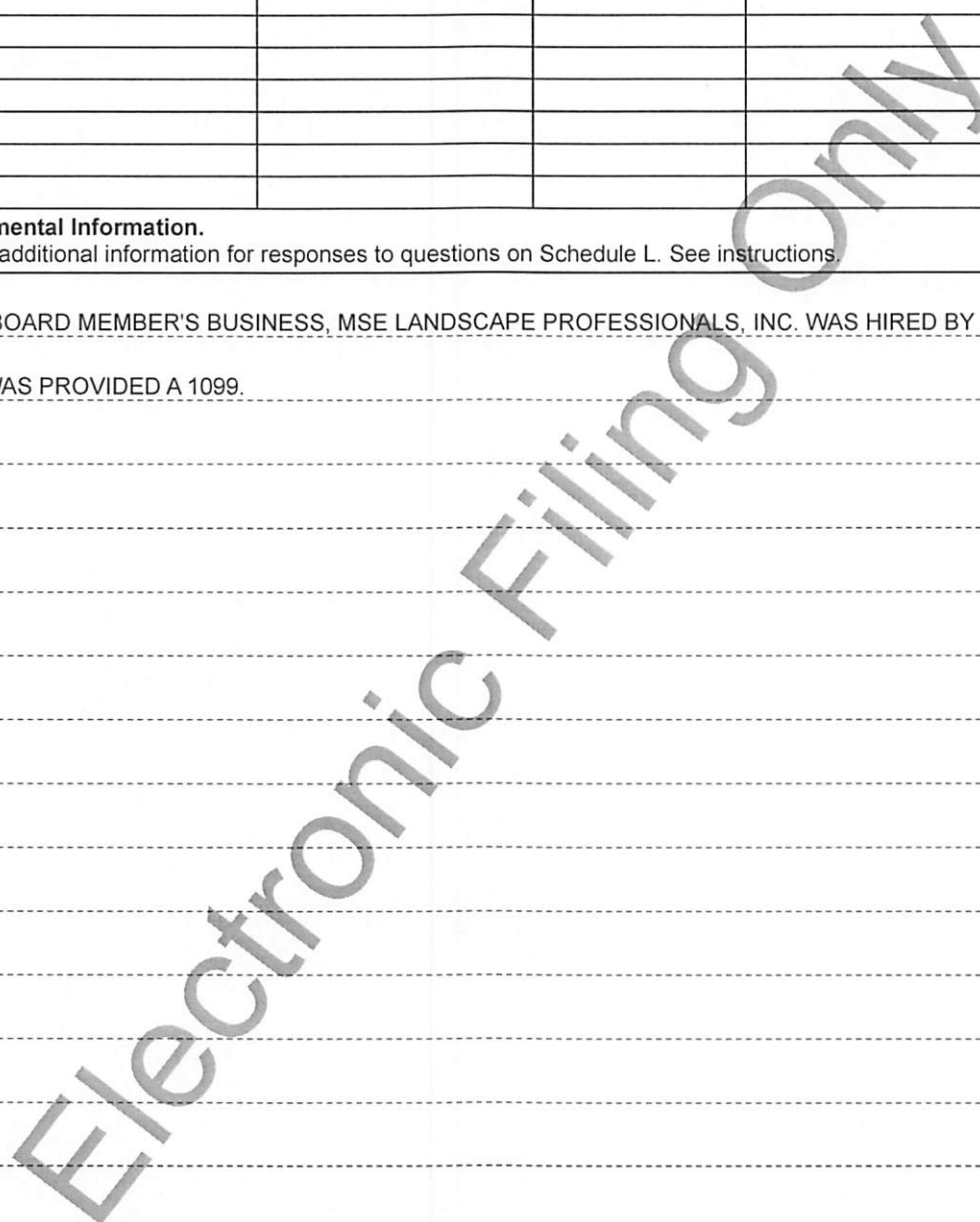 mental Information.
additional information for responses to questions on Schedule L. See instructions.
BOARD MEMBER'S BUSINESS, MSE LANDSCAPE PROFESSIONALS, INC. WAS HIRED BY
WAS PROVIDED A 1099.
Electronic Filing Only